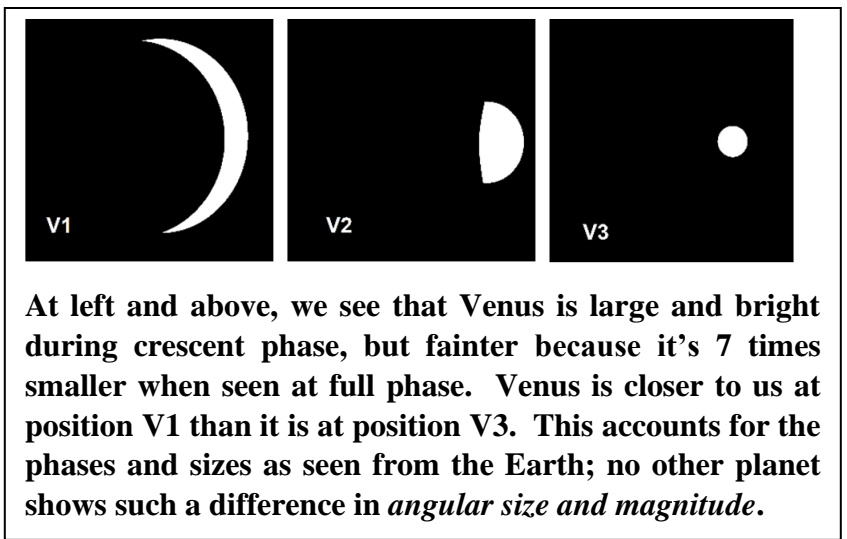 V1
V2
V3
At left and above, we see that Venus is large and bright
during crescent phase, but fainter because it's 7 times
smaller when seen at full phase. Venus is closer to us at
position V1 than it is at position V3. This accounts for the
phases and sizes as seen from the Earth; no other planet
shows such a difference in angular size and magnitude.